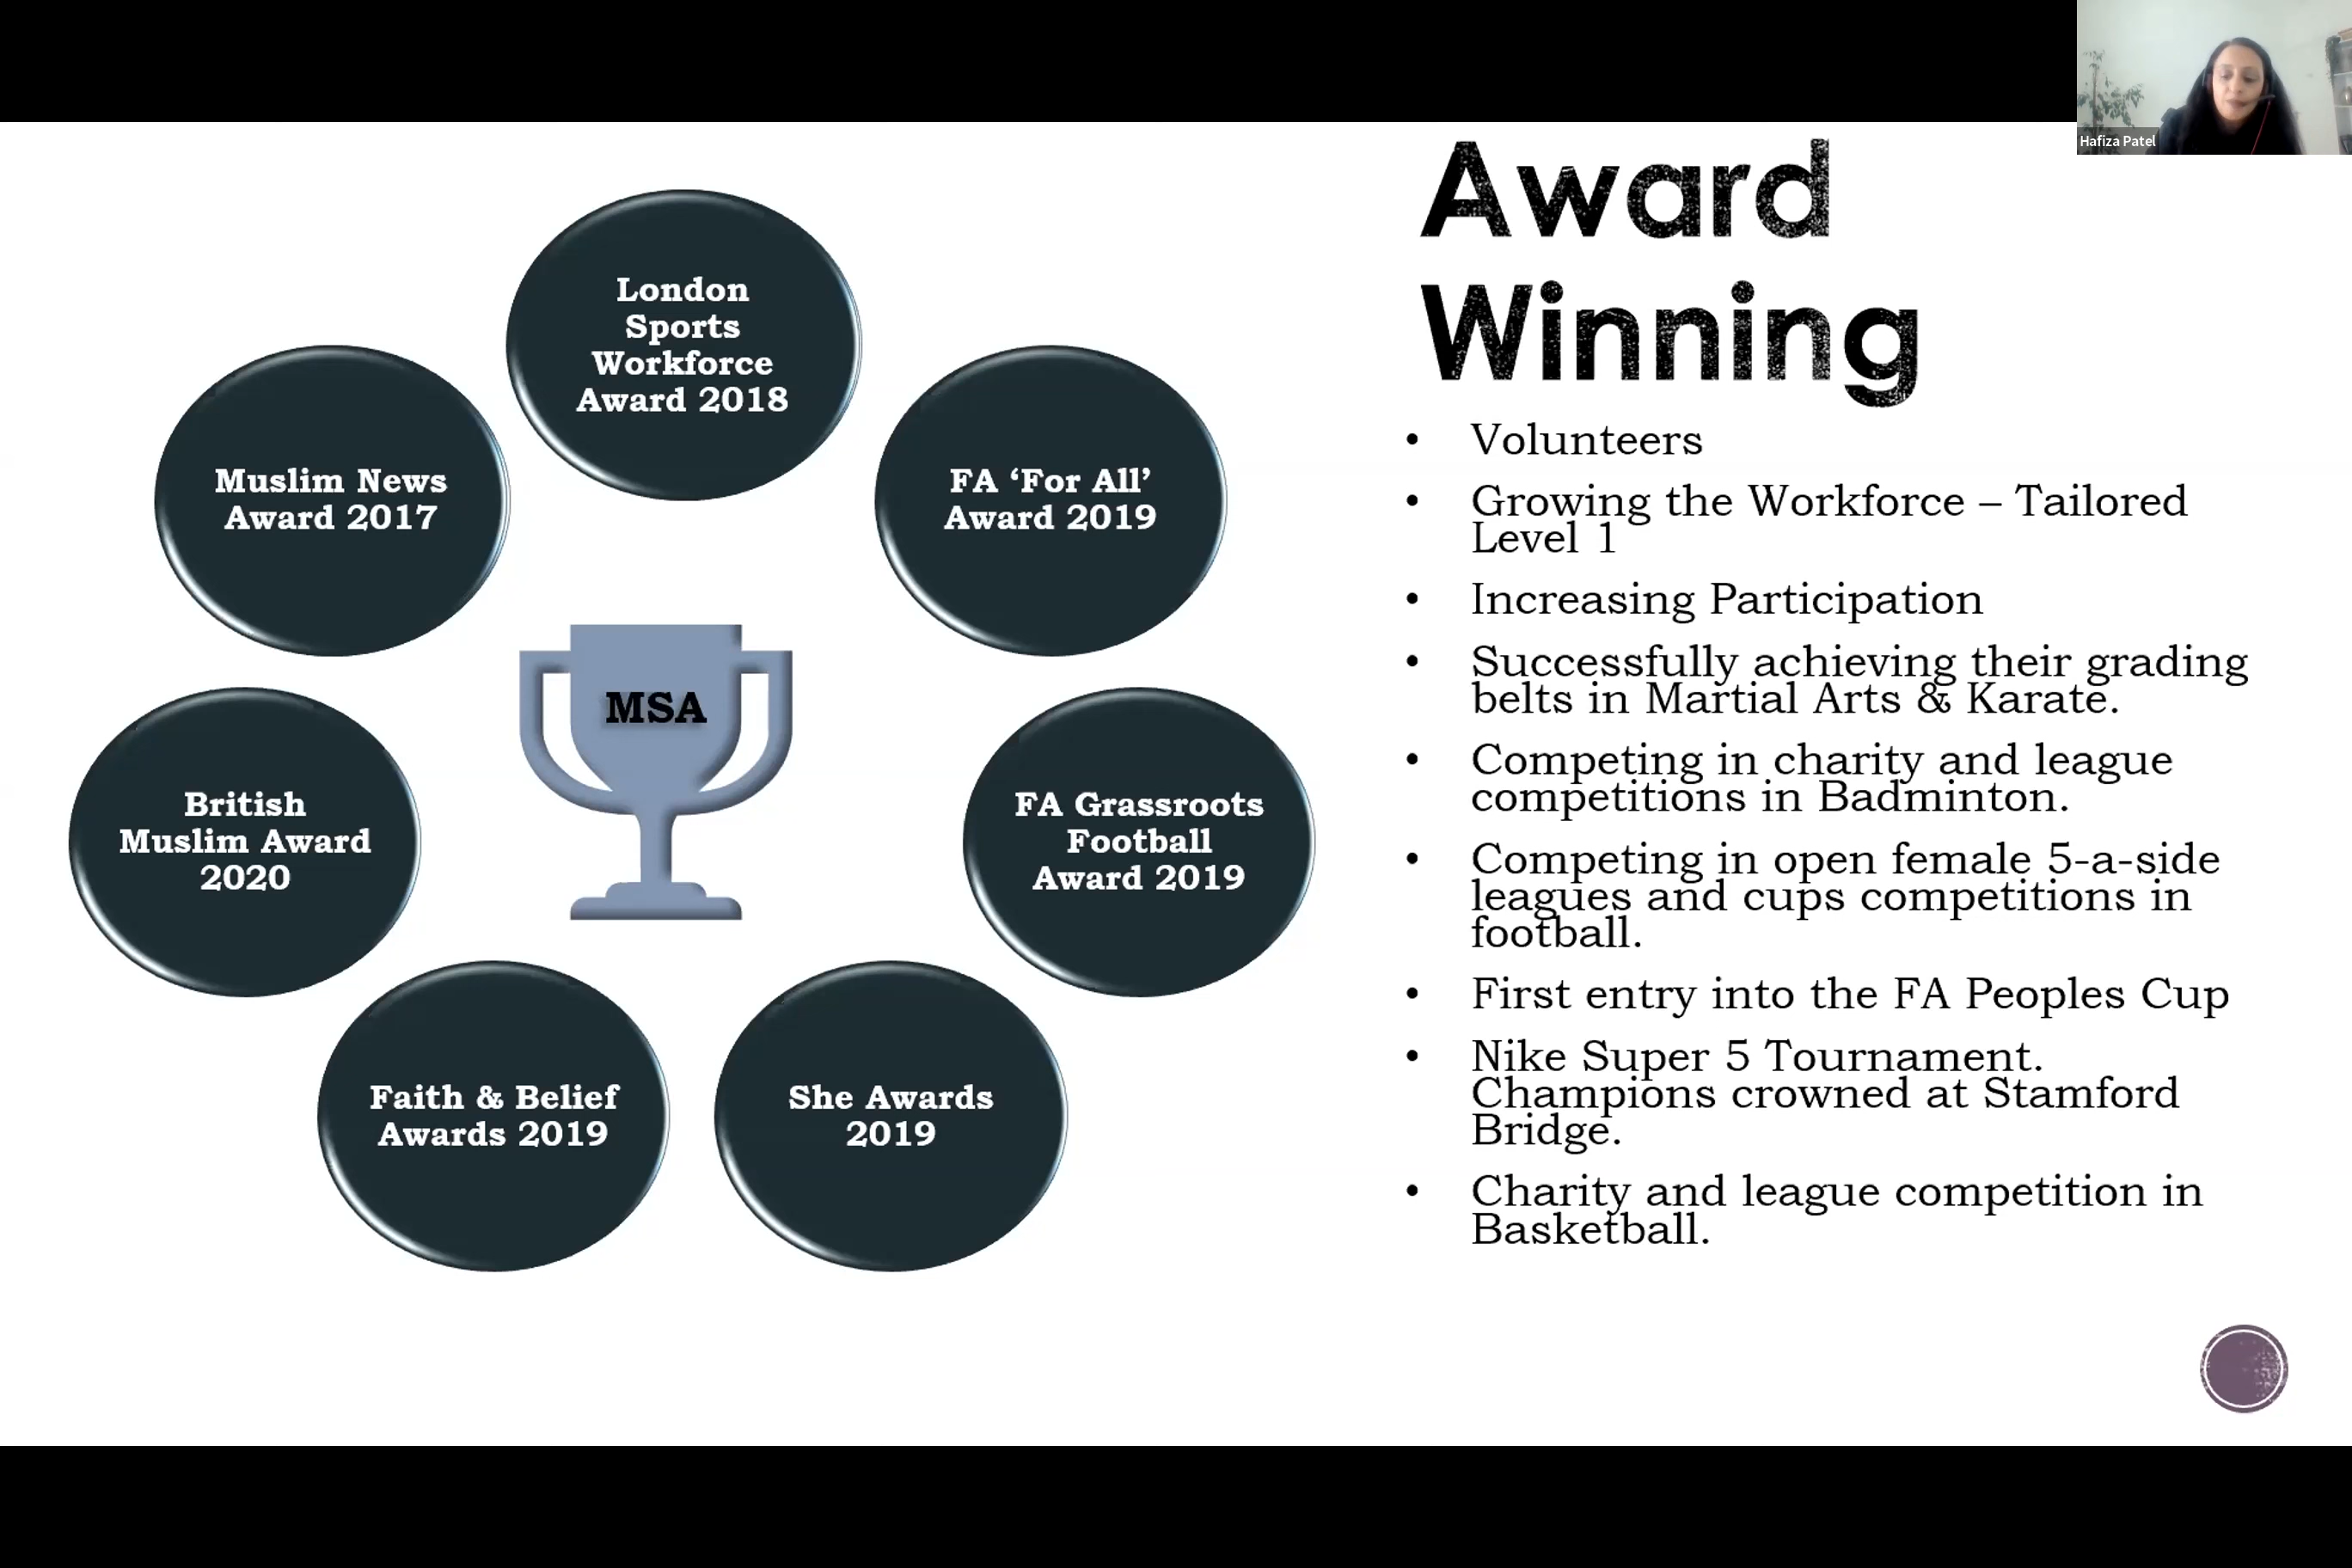 Hafiza Patel
Award
Winning
London
Sports
Workforce
Award 2018
Muslim News
Award 2017
FA ‘For All’
Award 2019
MSA
British
Muslim Award
2020
FA Grassroots
Football
Award 2019
Faith & Belief
Awards 2019
She Awards
2019
• Volunteers
• Growing the Workforce – Tailored
Level 1
• Increasing Participation
• Successfully achieving their grading
belts in Martial Arts & Karate.
• Competing in charity and league
competitions in Badminton.
• Competing in open female 5-a-side
leagues and cups competitions in
football.
• First entry into the FA Peoples Cup
• Nike Super 5 Tournament.
Champions crowned at Stamford
Bridge.
• Charity and league competition in
Basketball.